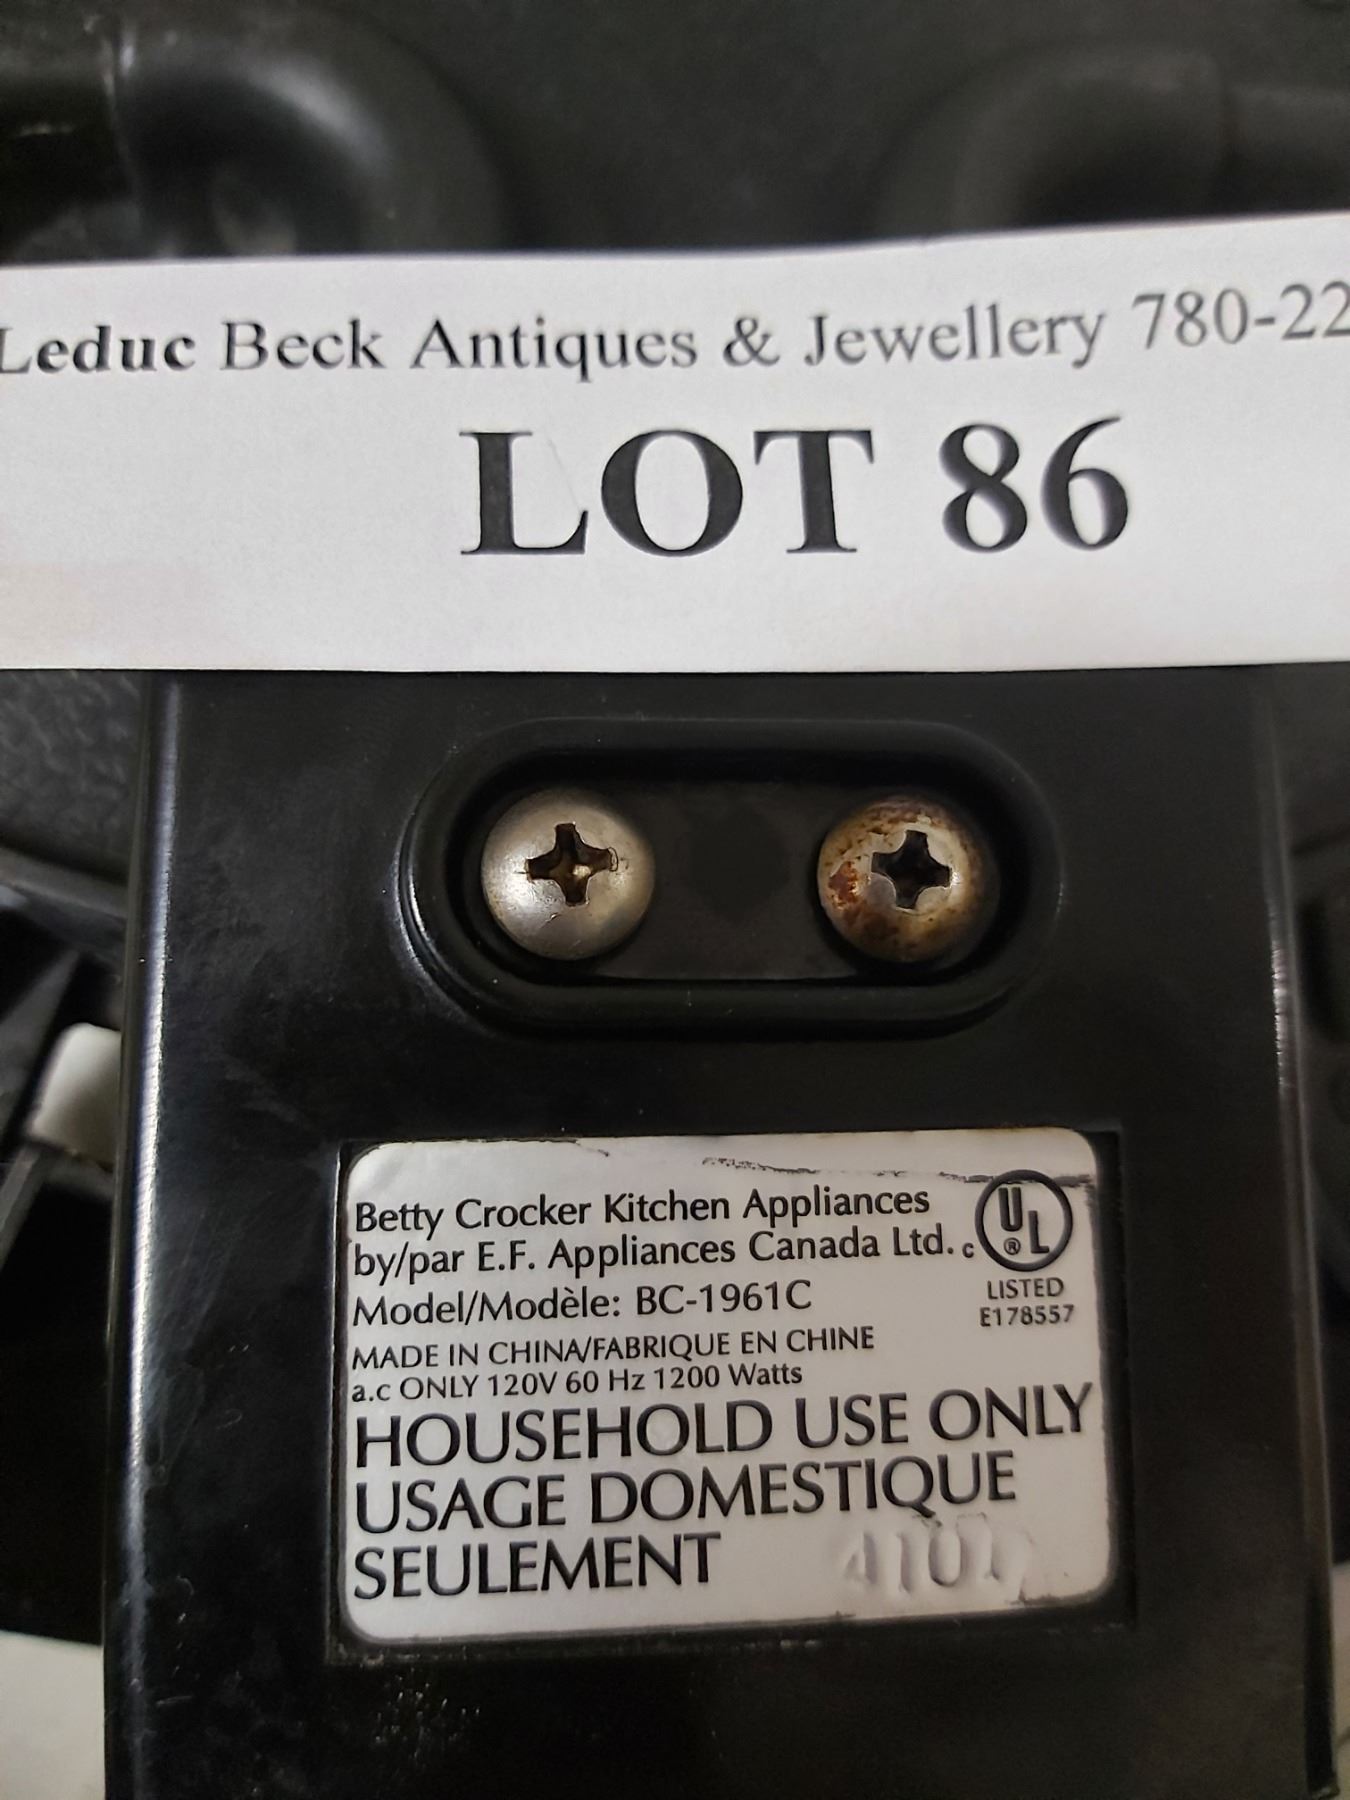 Leduc Beck Antiques & Jewellery 780-22
LOT 86
Betty Crocker Kitchen Appliances
by/par E.F. Appliances Canada Ltd.
c UL ®
LISTED
E178557
Model/Modèle: BC-1961C
MADE IN CHINA/FABRIQUE EN CHINE
a.c ONLY 120V 60 Hz 1200 Watts
HOUSEHOLD USE ONLY
USAGE DOMESTIQUE
SEULEMENT